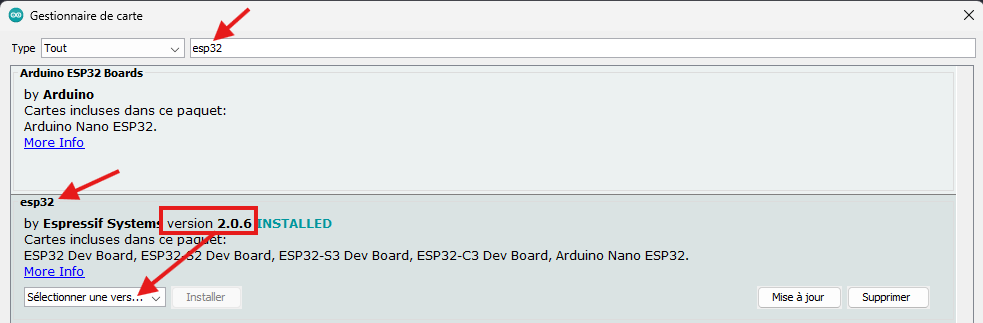 Gestionnaire de carte
Type Tout esp32
Arduino ESP32 Boards
by Arduino
Cartes incluses dans ce paquet:
Arduino Nano ESP32.
More Info
esp32
by Espressif Systems version 2.0.6 INSTALLED
Cartes incluses dans ce paquet:
ESP32 Dev Board, ESP32-S2 Dev Board, ESP32-S3 Dev Board, ESP32-C3 Dev Board, Arduino Nano ESP32.
More Info
Sélectionner une vers... Installer Mise à jour Supprimer